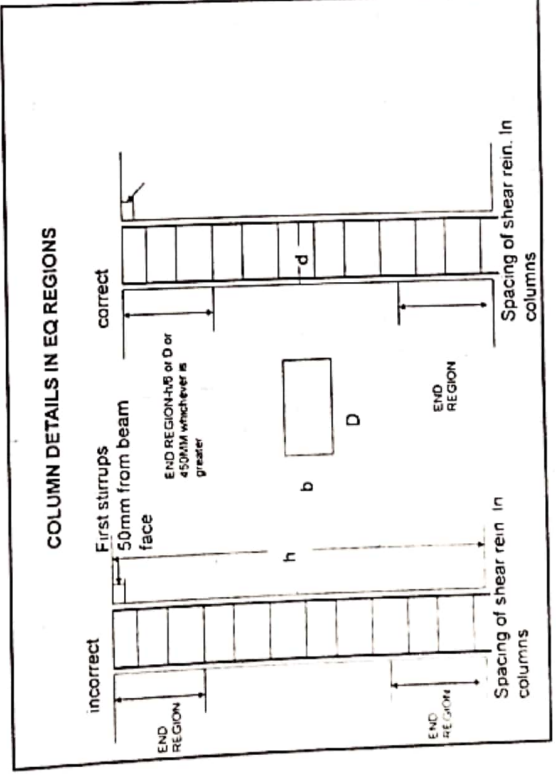 COLUMN DETAILS IN EQ REGIONS
incorrect
First stirrups
50mm from beam
face
correct
END
REGION
END REGION-h/6 or D or
450MM whichever is
greater
h
b
D
d
END
REGION
END
REGION
Spacing of shear rein. In
columns
Spacing of shear rein. In
columns